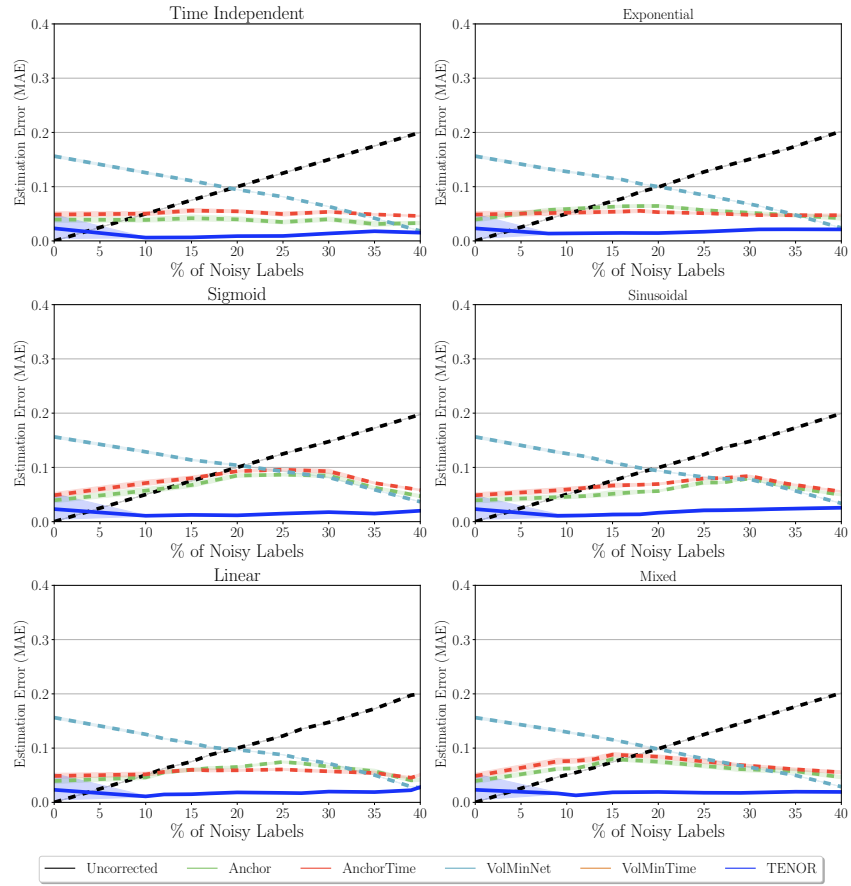 Time Independent
Estimation Error (MAE)
0.4
0.3
0.2
0.1
0.0
0 5 10 15 20 25 30 35 40
% of Noisy Labels
Exponential
Estimation Error (MAE)
0.4
0.3
0.2
0.1
0.0
0 5 10 15 20 25 30 35 40
% of Noisy Labels
Sigmoid
Estimation Error (MAE)
0.4
0.3
0.2
0.1
0.0
0 5 10 15 20 25 30 35 40
% of Noisy Labels
Sinusoidal
Estimation Error (MAE)
0.4
0.3
0.2
0.1
0.0
0 5 10 15 20 25 30 35 40
% of Noisy Labels
Linear
Estimation Error (MAE)
0.4
0.3
0.2
0.1
0.0
0 5 10 15 20 25 30 35 40
% of Noisy Labels
Mixed
Estimation Error (MAE)
0.4
0.3
0.2
0.1
0.0
0 5 10 15 20 25 30 35 40
% of Noisy Labels
Uncorrected Anchor AnchorTime VolMinNet VolMinTime TENOR